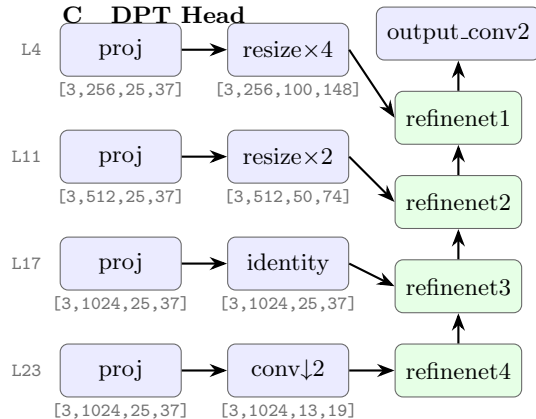 C DPT Head
L4 proj resize×4 output_conv2
[3,256,25,37] [3,256,100,148]
refinenet1
L11 proj resize×2
[3,512,25,37] [3,512,50,74]
refinenet2
L17 proj identity
[3,1024,25,37] [3,1024,25,37]
refinenet3
L23 proj conv↓2 refinenet4
[3,1024,25,37] [3,1024,13,19]